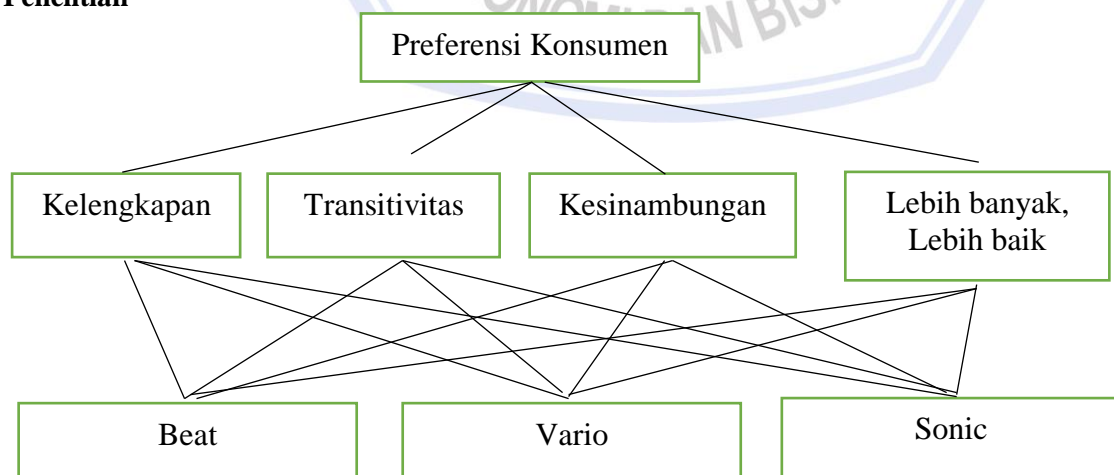 Penelitian
Preferensi Konsumen
Kelengkapan
Transitivitas
Kesinambungan
Lebih banyak,
Lebih baik
Beat
Vario
Sonic